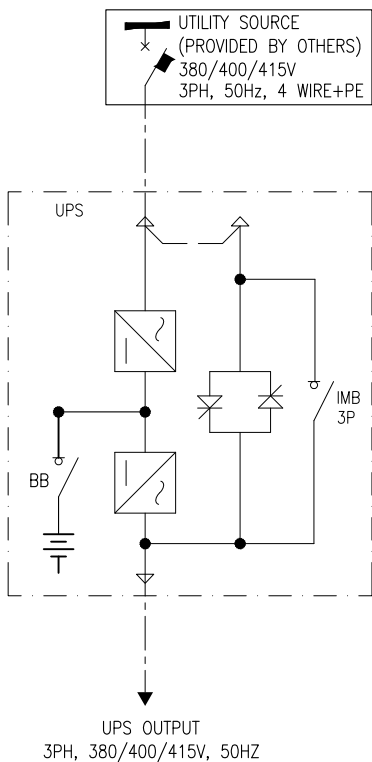 UTILITY SOURCE
(PROVIDED BY OTHERS)
380/400/415V
3PH, 50Hz, 4 WIRE+PE
UPS
IMB
3P
BB
UPS OUTPUT
3PH, 380/400/415V, 50HZ